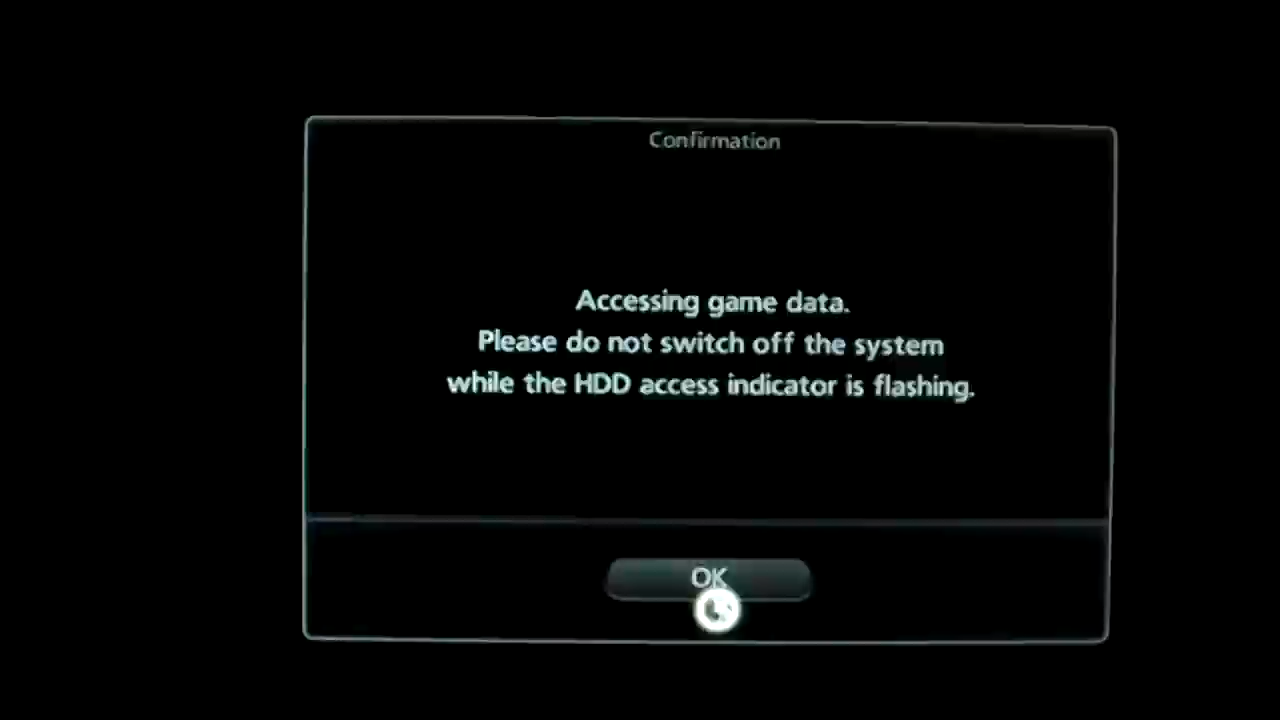 Confirmation
Accessing game data.
Please do not switch off the system
while the HDD access indicator is flashing.
OK